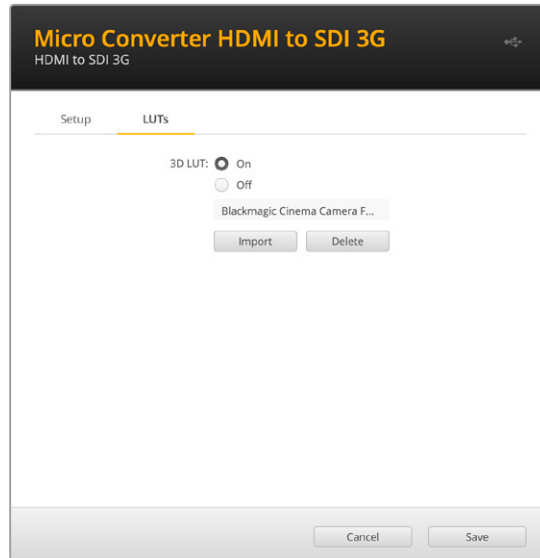 Micro Converter HDMI to SDI 3G
HDMI to SDI 3G
Setup LUTs
3D LUT: On
Off
Blackmagic Cinema Camera F...
Import Delete
Cancel Save